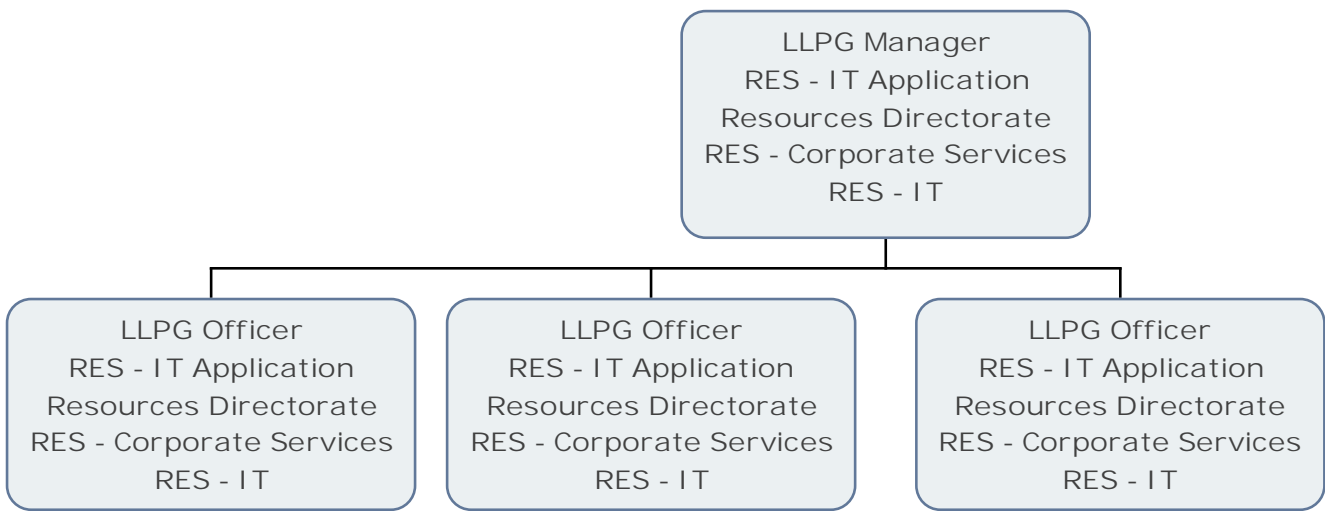 LLPG Manager
RES - IT Application
Resources Directorate
RES - Corporate Services
RES - IT
LLPG Officer
RES - IT Application
Resources Directorate
RES - Corporate Services
RES - IT
LLPG Officer
RES - IT Application
Resources Directorate
RES - Corporate Services
RES - IT
LLPG Officer
RES - IT Application
Resources Directorate
RES - Corporate Services
RES - IT